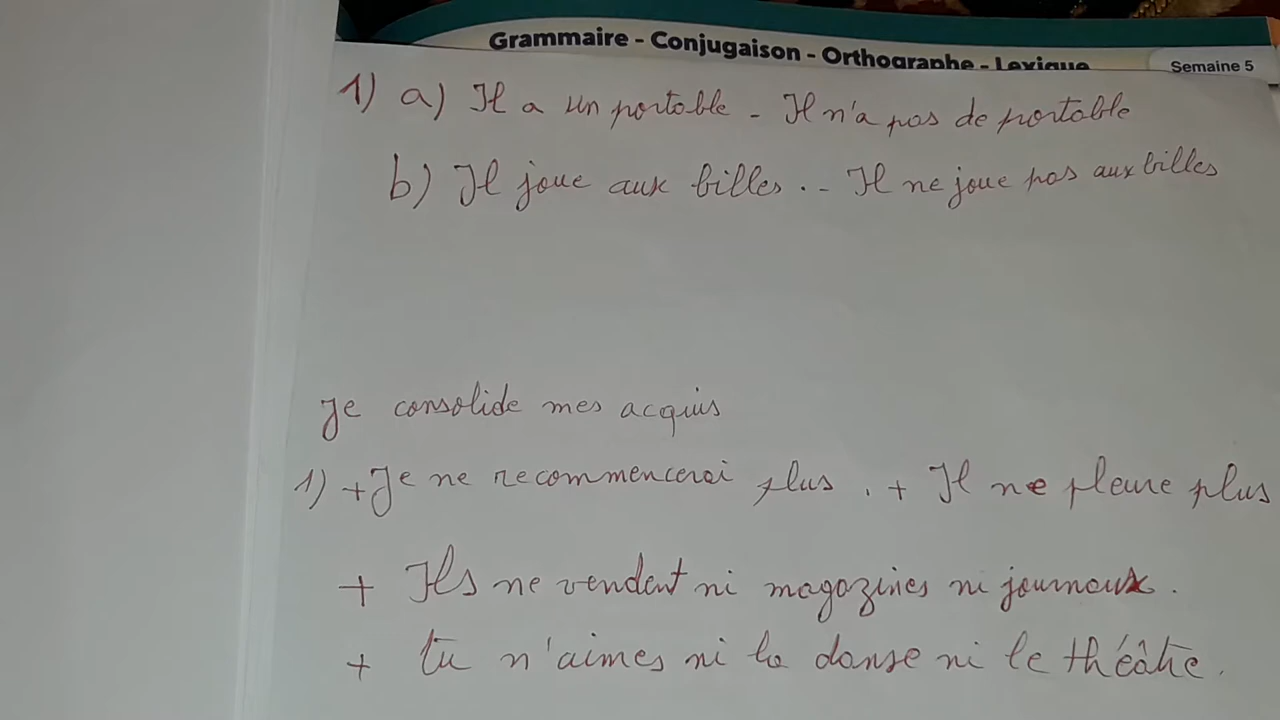 Grammaire - Conjugaison - Orthographe - Lexique
Semaine 5
1) a) Il a un portable - Il n'a pas de portable
b) Il joue aux billes .. - Il ne joue pas aux billes
Je consolide mes acquis
1) + Je ne recommencerai plus . + Il ne pleure plus
+ Ils ne vendent ni magazines ni journaux .
+ tu n'aimes ni la danse ni le théâtre .